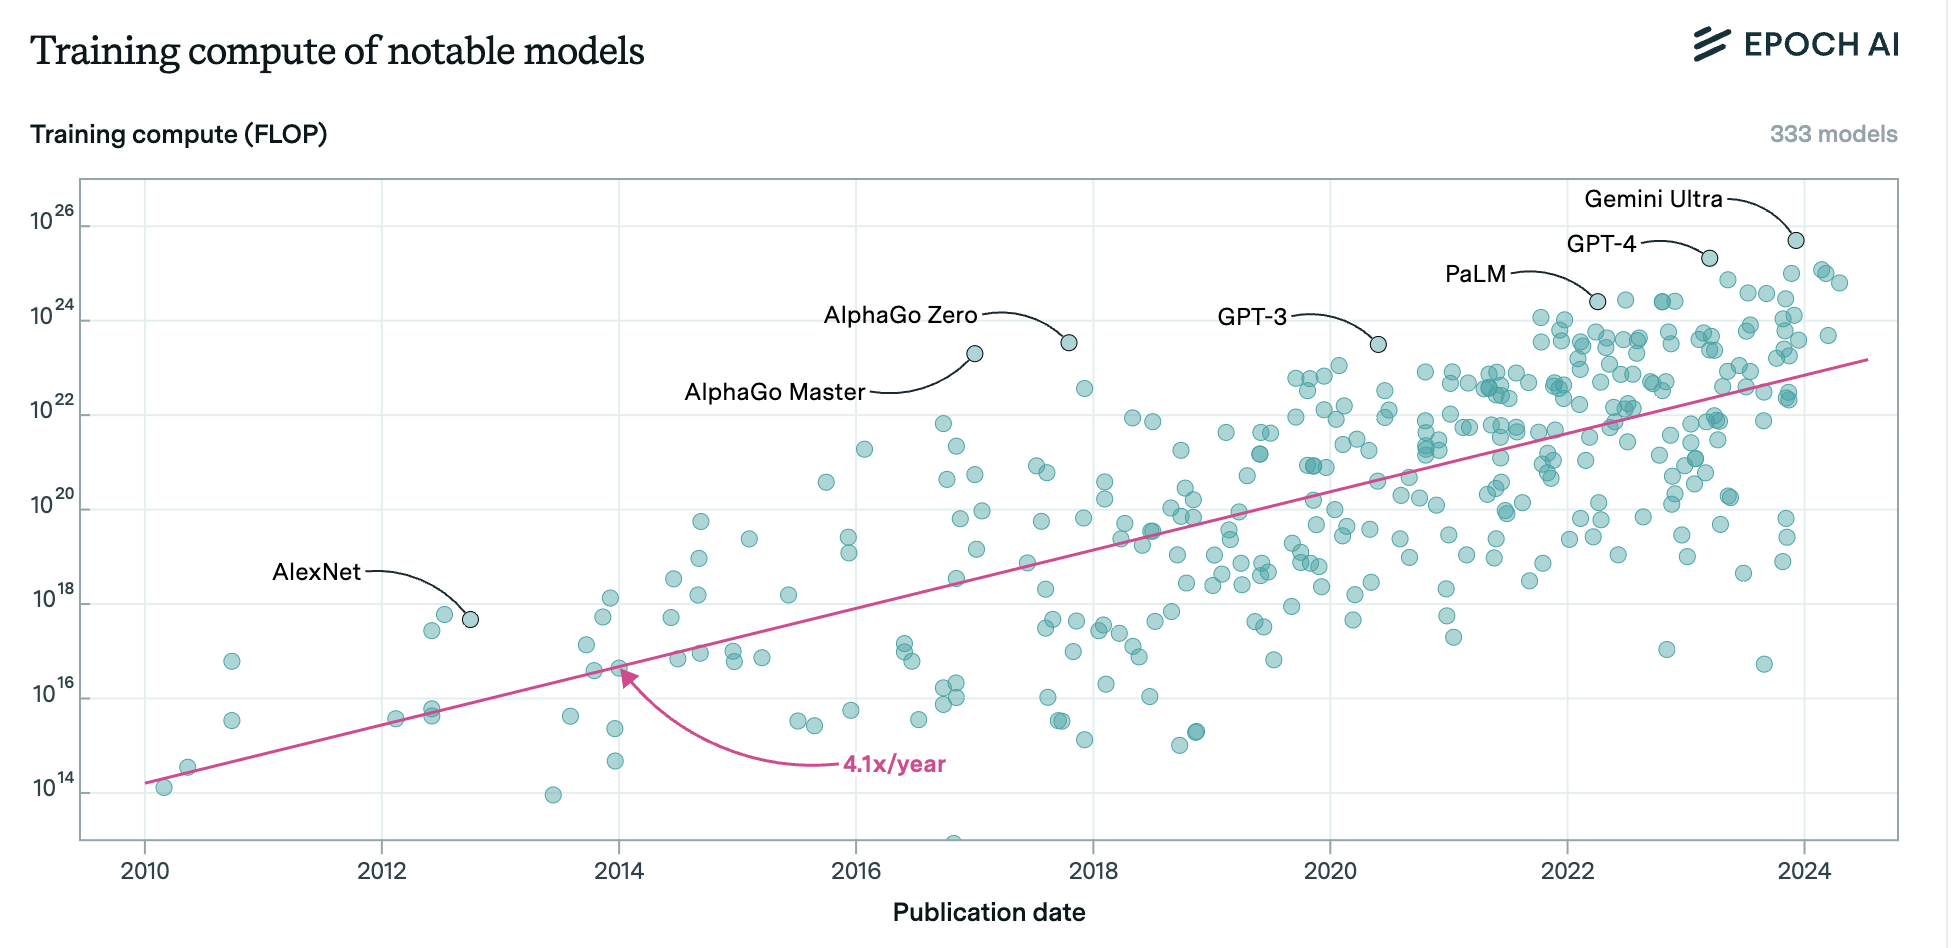 Training compute of notable models
EPOCH AI
Training compute (FLOP)
333 models
10^26
10^24
10^22
10^20
10^18
10^16
10^14
Gemini Ultra
GPT-4
PaLM
AlphaGo Zero
GPT-3
AlphaGo Master
AlexNet
4.1x/year
2010 2012 2014 2016 2018 2020 2022 2024
Publication date